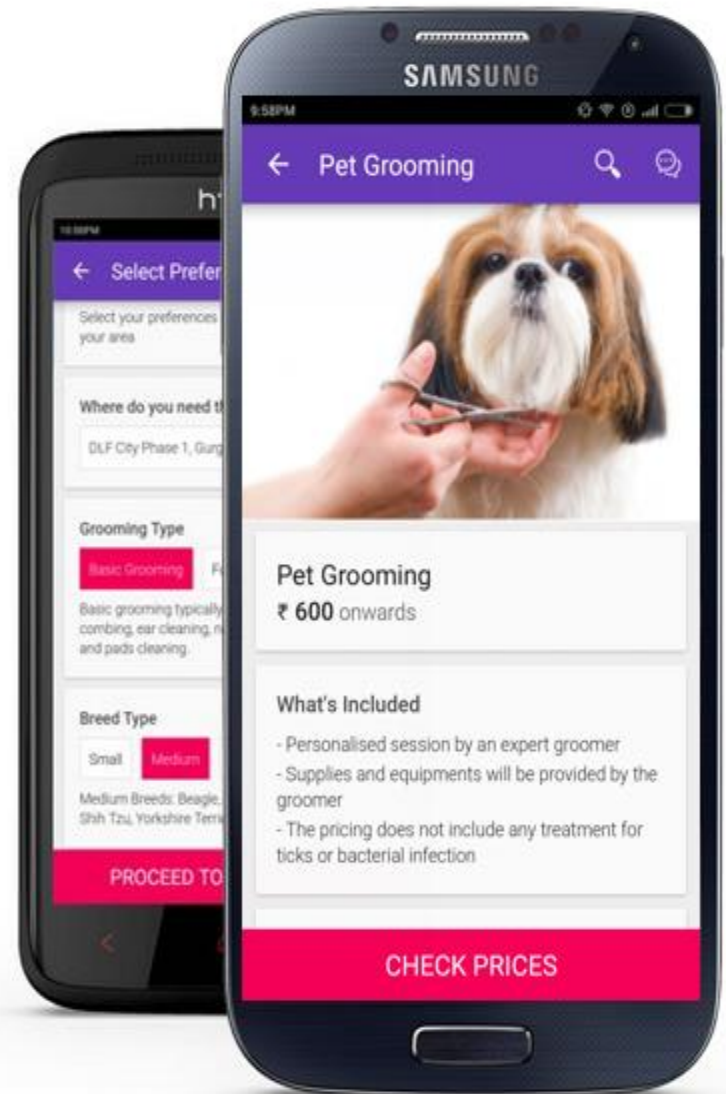 SAMSUNG
9:58PM
Pet Grooming
Pet Grooming
₹ 600 onwards
What's Included
- Personalised session by an expert groomer
- Supplies and equipments will be provided by the
groomer
- The pricing does not include any treatment for
ticks or bacterial infection
CHECK PRICES
10:08PM
Select
Select your preferences
your area
Where do you need
DLF City Phase 1,
Grooming Type
Basic Grooming
Basic grooming typically
combing, ear cleaning,
and pads cleaning.
Breed Type
Small Medium
Medium Breeds: Beagle,
Shih Tzu, Yorkshire
PROCEED TO